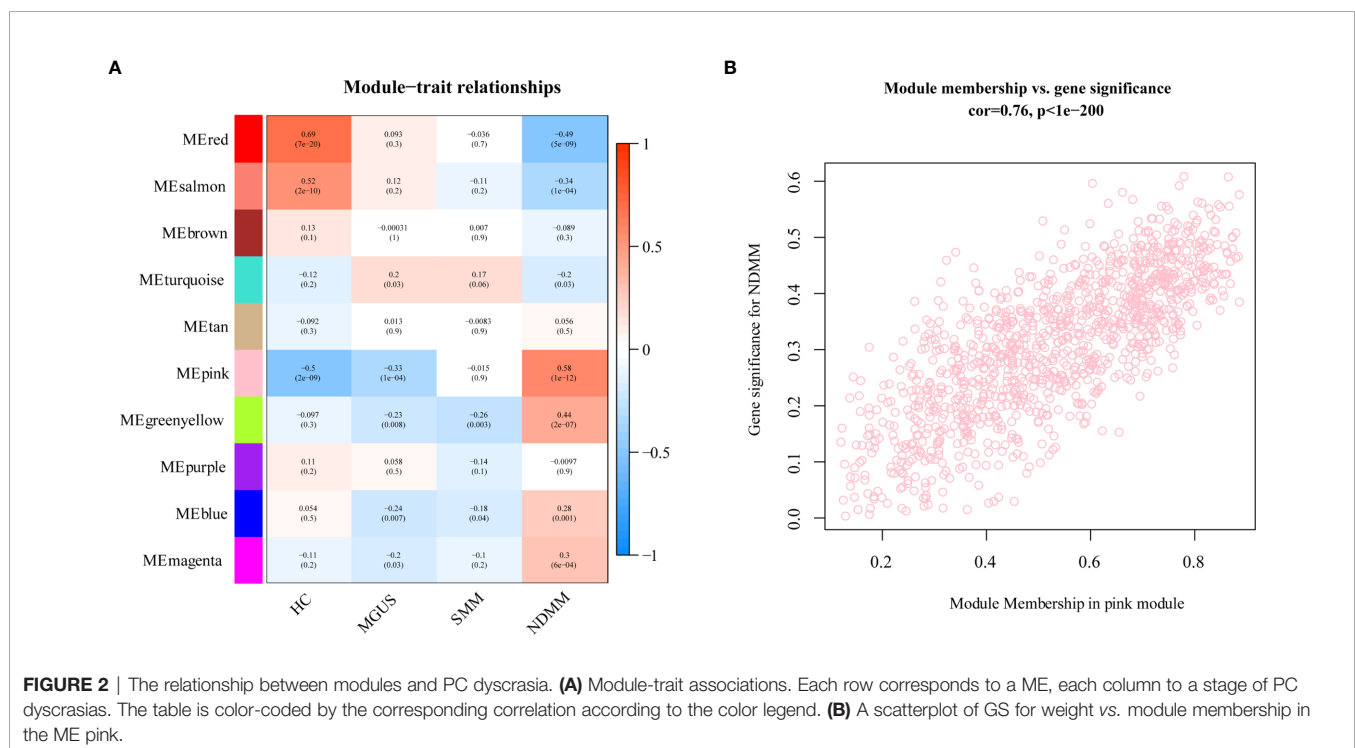 A
Module−trait relationships
MEred 0.69 0.093 −0.036 −0.49
(7e−20) (0.3) (0.7) (5e−09)
MEsalmon 0.52 0.12 −0.11 −0.34
(2e−10) (0.2) (0.2) (1e−04)
MEbrown 0.13 −0.00031 0.007 −0.089
(0.1) (1) (0.9) (0.3)
MEturquoise −0.12 0.2 0.17 −0.2
(0.2) (0.03) (0.06) (0.03)
MEtan −0.092 0.013 −0.0083 0.056
(0.3) (0.9) (0.9) (0.5)
MEpink −0.5 −0.33 −0.015 0.58
(2e−09) (1e−04) (0.9) (1e−12)
MEgreenyellow −0.097 −0.23 −0.26 0.44
(0.3) (0.008) (0.003) (2e−07)
MEpurple 0.11 0.058 −0.14 −0.0097
(0.2) (0.5) (0.1) (0.9)
MEblue 0.054 −0.24 −0.18 0.28
(0.5) (0.007) (0.04) (0.001)
MEmagenta −0.11 −0.2 −0.1 0.3
(0.2) (0.03) (0.2) (6e−04)
HC MGUS SMM NDMM
1
0.5
0
−0.5
−1
B
Module membership vs. gene significance
cor=0.76, p<1e−200
Gene significance for NDMM
0.6
0.5
0.4
0.3
0.2
0.1
0.0
0.2 0.4 0.6 0.8
Module Membership in pink module
FIGURE 2 | The relationship between modules and PC dyscrasia. (A) Module-trait associations. Each row corresponds to a ME, each column to a stage of PC
dyscrasias. The table is color-coded by the corresponding correlation according to the color legend. (B) A scatterplot of GS for weight vs. module membership in
the ME pink.